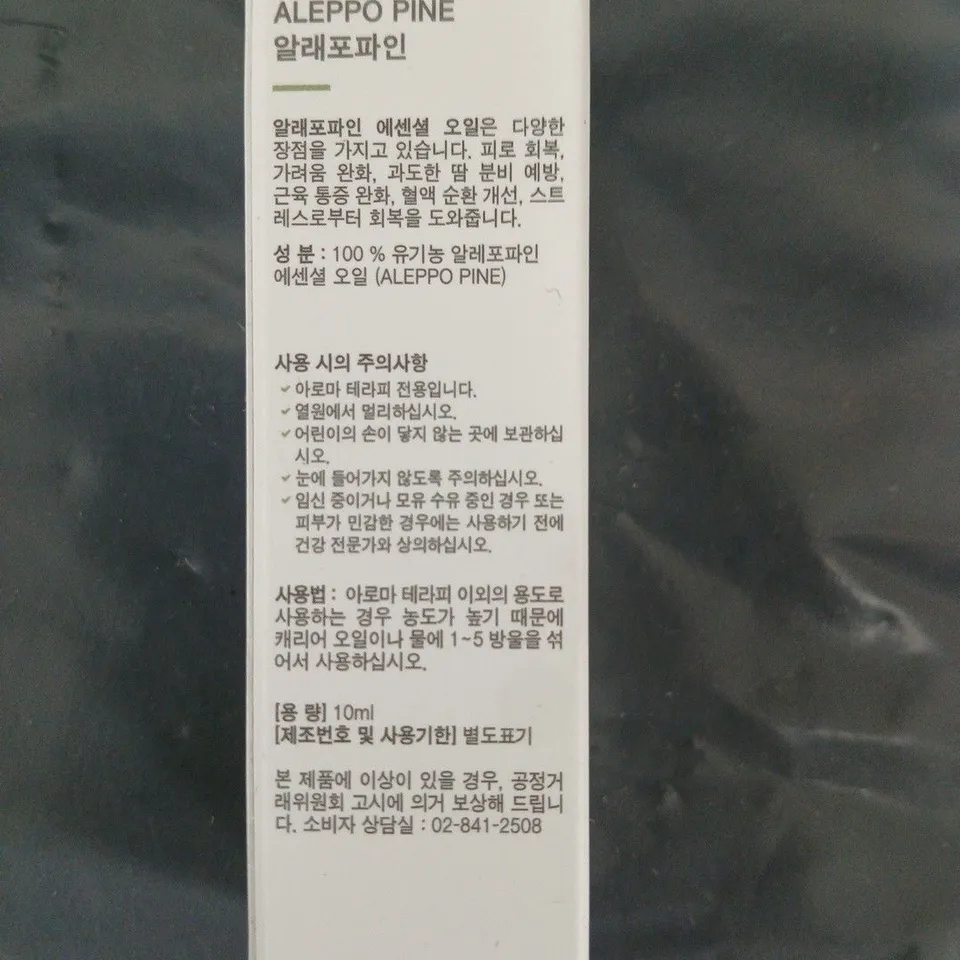 ALEPPO PINE
알래포파인
알래포파인 에센셜 오일은 다양한
장점을 가지고 있습니다. 피로 회복,
가려움 완화, 과도한 땀 분비 예방,
근육 통증 완화, 혈액 순환 개선, 스트
레스로부터 회복을 도와줍니다.
성 분 : 100 % 유기농 알레포파인
에센셜 오일 (ALEPPO PINE)
사용 시의 주의사항
✓ 아로마 테라피 전용입니다.
✓ 열원에서 멀리하십시오.
✓ 어린이의 손이 닿지 않는 곳에 보관하십
시오.
✓ 눈에 들어가지 않도록 주의하십시오.
✓ 임신 중이거나 모유 수유 중인 경우 또는
피부가 민감한 경우에는 사용하기 전에
건강 전문가와 상의하십시오.
사용법 : 아로마 테라피 이외의 용도로
사용하는 경우 농도가 높기 때문에
캐리어 오일이나 물에 1~5 방울을 섞
어서 사용하십시오.
[용 량] 10ml
[제조번호 및 사용기한] 별도표기
본 제품에 이상이 있을 경우, 공정거
래위원회 고시에 의거 보상해 드립니
다. 소비자 상담실 : 02-841-2508